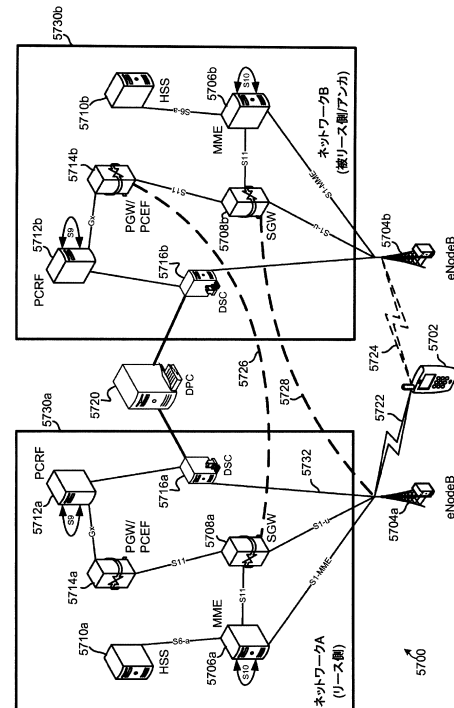 5730a
5730b
5712a
PCRF
S9
Gx
5714a
PGW/
PCEF
5710a
HSS
S6-a
S11
5716a
DSC
5708a
SGW
MME
5706a
S10
S11
S1-u
S1-MME
5732
ネットワークA
(リース側)
5720
DPC
5726
5728
PCRF
5712b
S9
Gx
5714b
PGW/
PCEF
5710b
HSS
S6-a
S11
5716b
DSC
5708b
SGW
MME
5706b
S10
S11
S1-u
S1-MME
ネットワークB
(被リース側/アンカ)
5704a
eNodeB
5722
5724
5702
5704b
eNodeB
5700